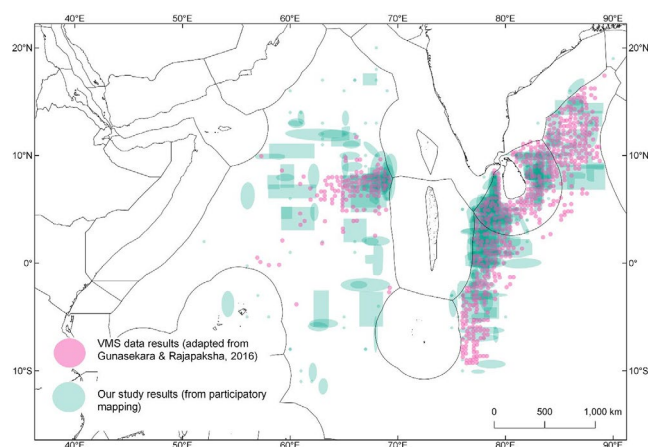 40°E 50°E 60°E 70°E 80°E 90°E
20°N 20°N
10°N 10°N
0° 0°
VMS data results (adapted from
Gunasekara & Rajapaksha, 2016)
10°S 10°S
Our study results (from participatory
mapping)
0 500 1,000 km
40°E 50°E 60°E 70°E 80°E 90°E